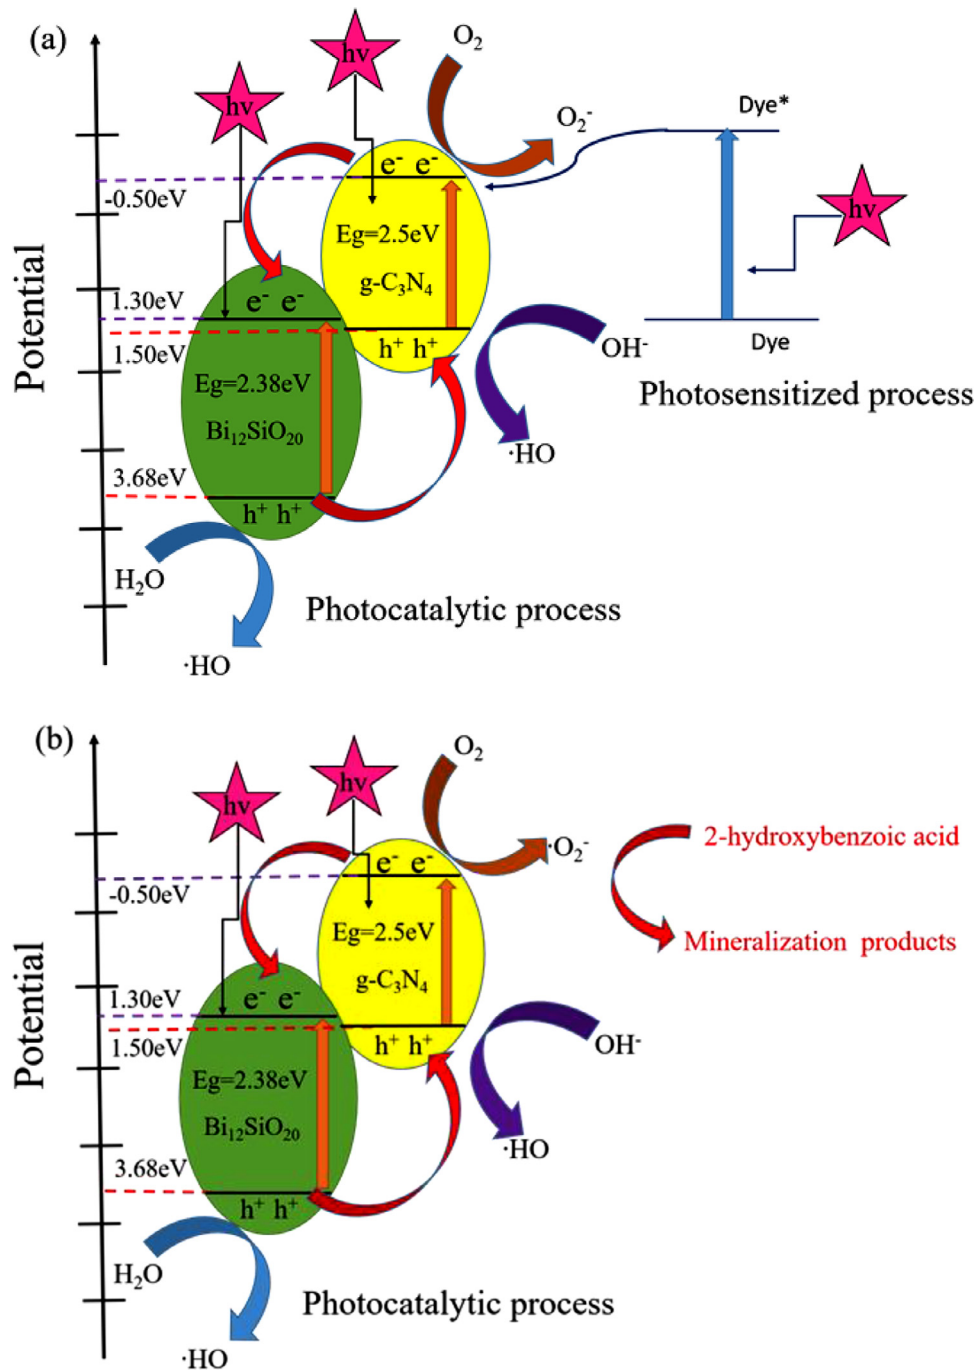 (a)
hv
hv
O₂
O₂⁻
Dye*
hv
-0.50eV
e⁻ e⁻
Eg=2.5eV
g-C₃N₄
h⁺ h⁺
Potential
1.30eV
1.50eV
3.68eV
e⁻ e⁻
Eg=2.38eV
Bi₁₂SiO₂₀
h⁺ h⁺
OH-
·HO
Dye
Photosensitized process
H₂O
·HO
Photocatalytic process
(b)
hv
hv
O₂
·O₂⁻
2-hydroxybenzoic acid
Mineralization products
-0.50eV
e⁻ e⁻
Eg=2.5eV
g-C₃N₄
h⁺ h⁺
Potential
1.30eV
1.50eV
3.68eV
e⁻ e⁻
Eg=2.38eV
Bi₁₂SiO₂₀
h⁺ h⁺
OH-
·HO
H₂O
·HO
Photocatalytic process